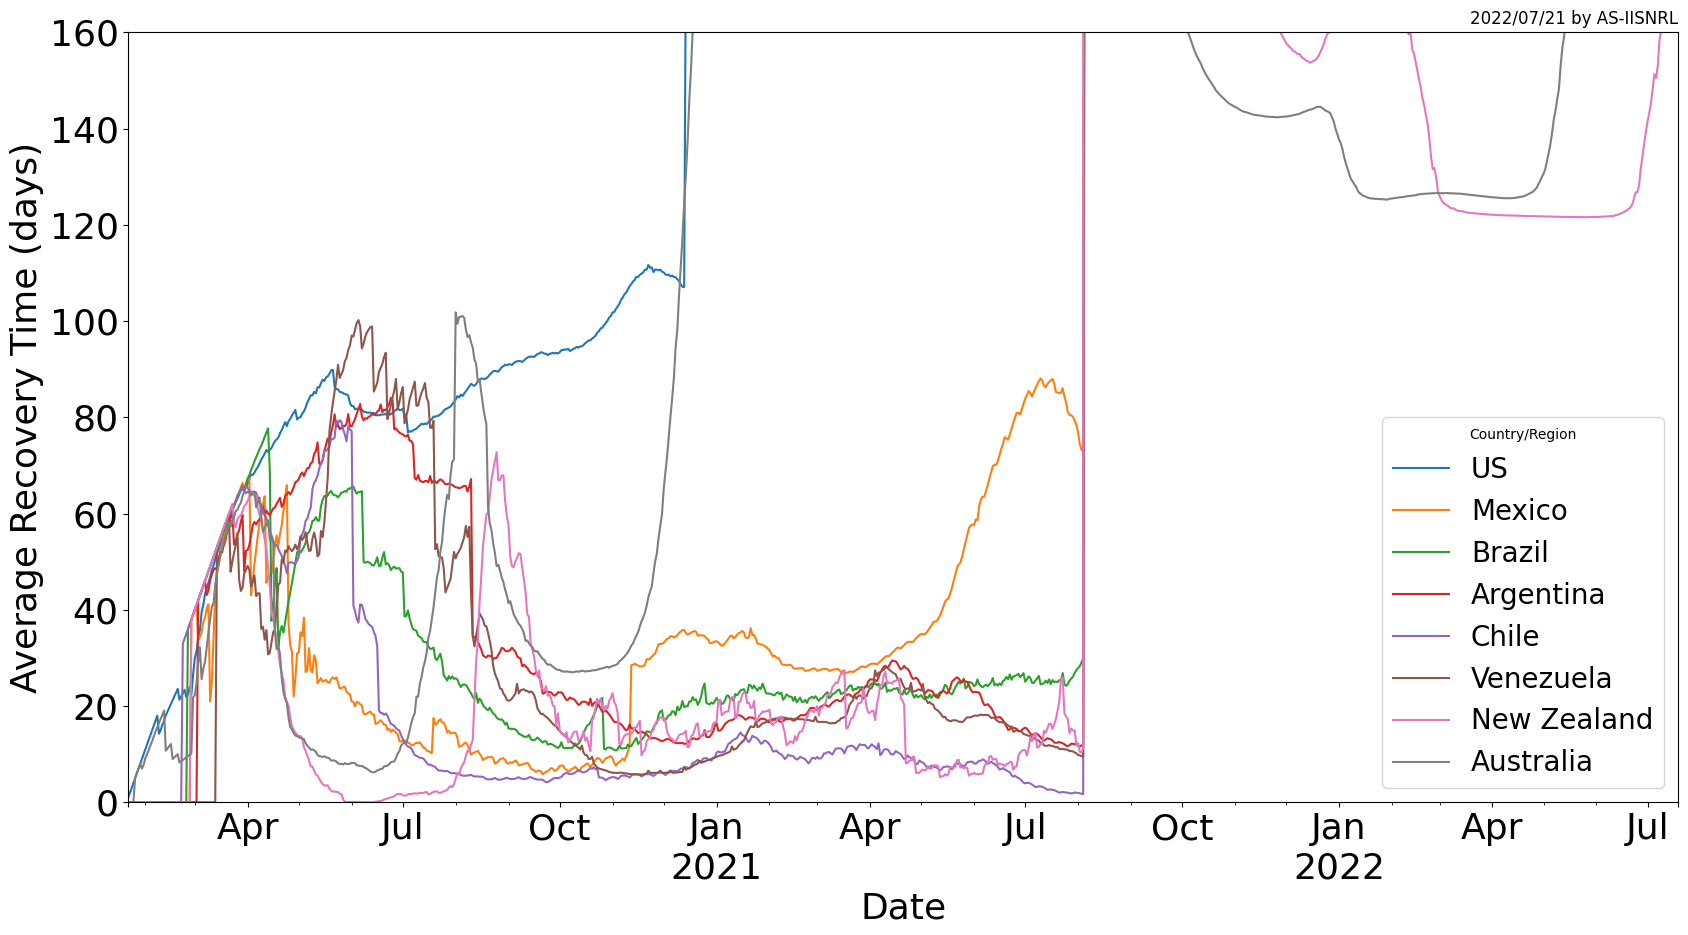 2022/07/21 by AS-IISNRL
160
140
120
100
80
60
40
20
0
Average Recovery Time (days)
Country/Region
US
Mexico
Brazil
Argentina
Chile
Venezuela
New Zealand
Australia
Apr
Jul
Oct
Jan
2021
Apr
Jul
Oct
Jan
2022
Apr
Jul
Date